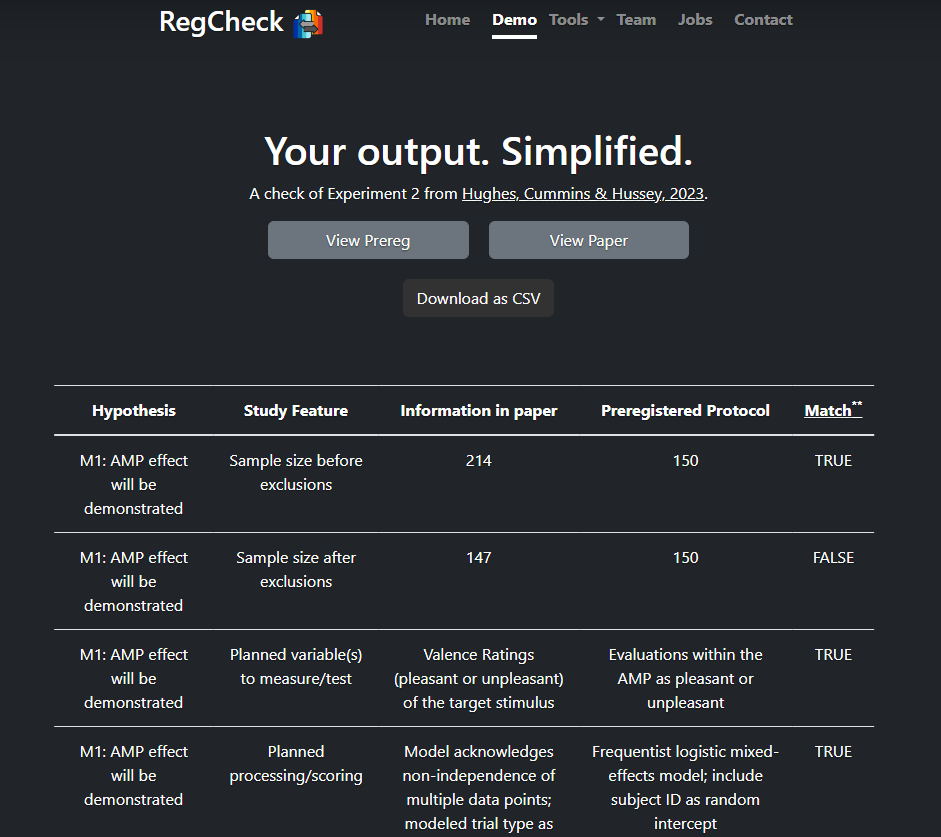 RegCheck
Home Demo Tools Team Jobs Contact
Your output. Simplified.
A check of Experiment 2 from Hughes, Cummins & Hussey, 2023.
View Prereg View Paper
Download as CSV
Hypothesis Study Feature Information in paper Preregistered Protocol Match**
M1: AMP effect Sample size before 214 150 TRUE
will be exclusions
demonstrated
M1: AMP effect Sample size after 147 150 FALSE
will be exclusions
demonstrated
M1: AMP effect Planned variable(s) Valence Ratings Evaluations within the TRUE
will be to measure/test (pleasant or unpleasant) AMP as pleasant or
demonstrated of the target stimulus unpleasant
M1: AMP effect Planned Model acknowledges Frequentist logistic mixed- TRUE
will be processing/scoring non-independence of effects model; include
demonstrated multiple data points; subject ID as random
modeled trial type as intercept